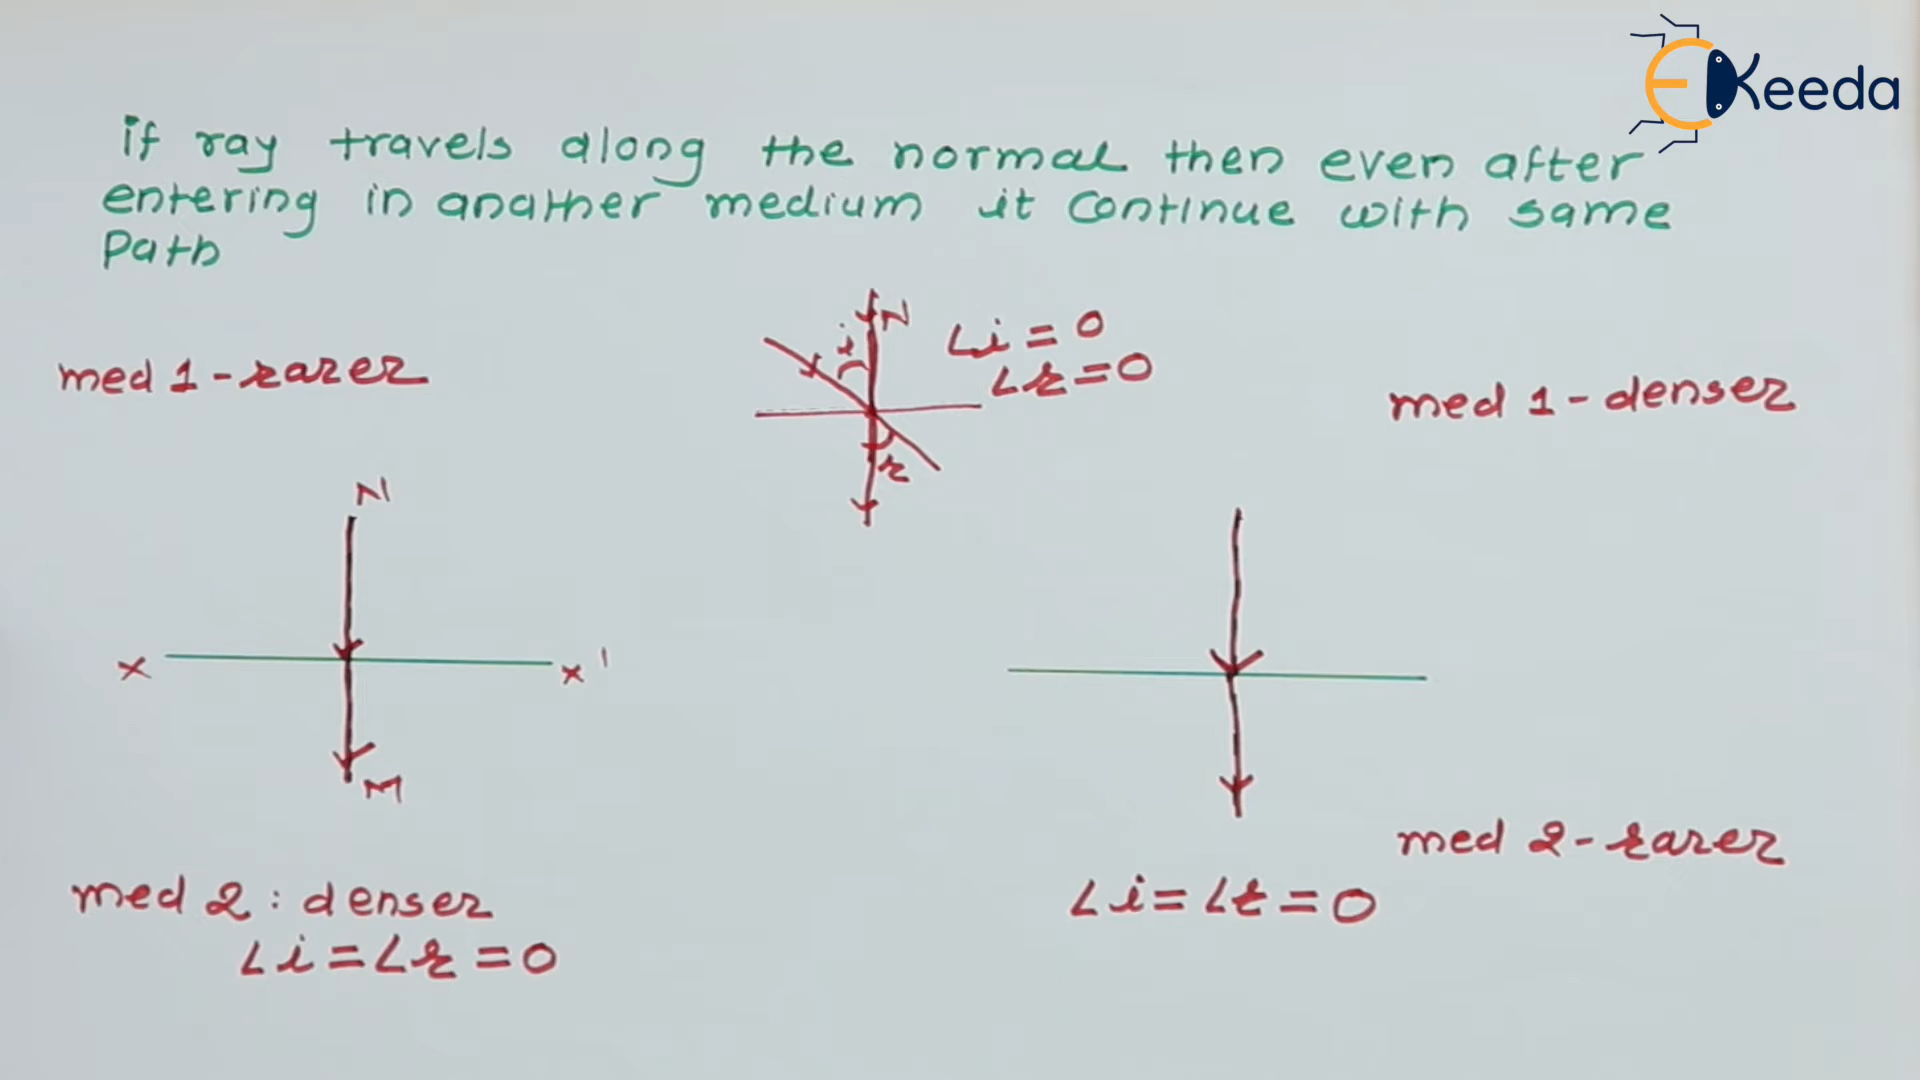 EKeeda
if ray travels along the normal then even after
entering in another medium it continue with same
path
N
i
∠i = 0
∠r = 0
r
med 1 - rarer
med 1 - denser
N
x
x'
M
med 2 - rarer
med 2 : denser
∠i = ∠r = 0
∠i = ∠r = 0